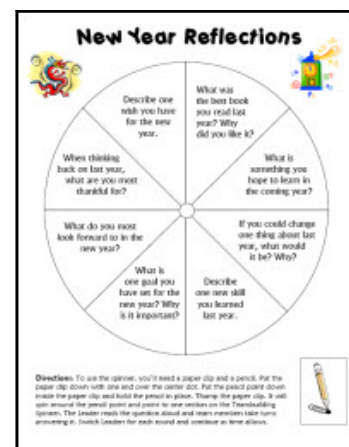 New Year Reflections
Describe one
wish you have
for the new
year.
What was
the best book
you read last
year? Why
did you like it?
When thinking
back on last year,
what are you most
thankful for?
What is
something you
hope to learn in
the coming year?
What do you most
look forward to in the
new year?
If you could change
one thing about last
year, what would
it be? Why?
What is
one goal you
have set for the
new year? Why
is it important?
Describe
one new skill
you learned
last year.
Directions: To use the spinner, you'll need a paper clip and a pencil. Put the
paper clip down with one end over the center dot. Put the pencil point down
inside the paper clip and hold the pencil in place. Thump the paper clip. It will
spin around the pencil point and point to one section on the Teambuilding
Spinner. The Leader reads the question aloud and team members take turns
answering it. Switch Leader for each round and continue as time allows.